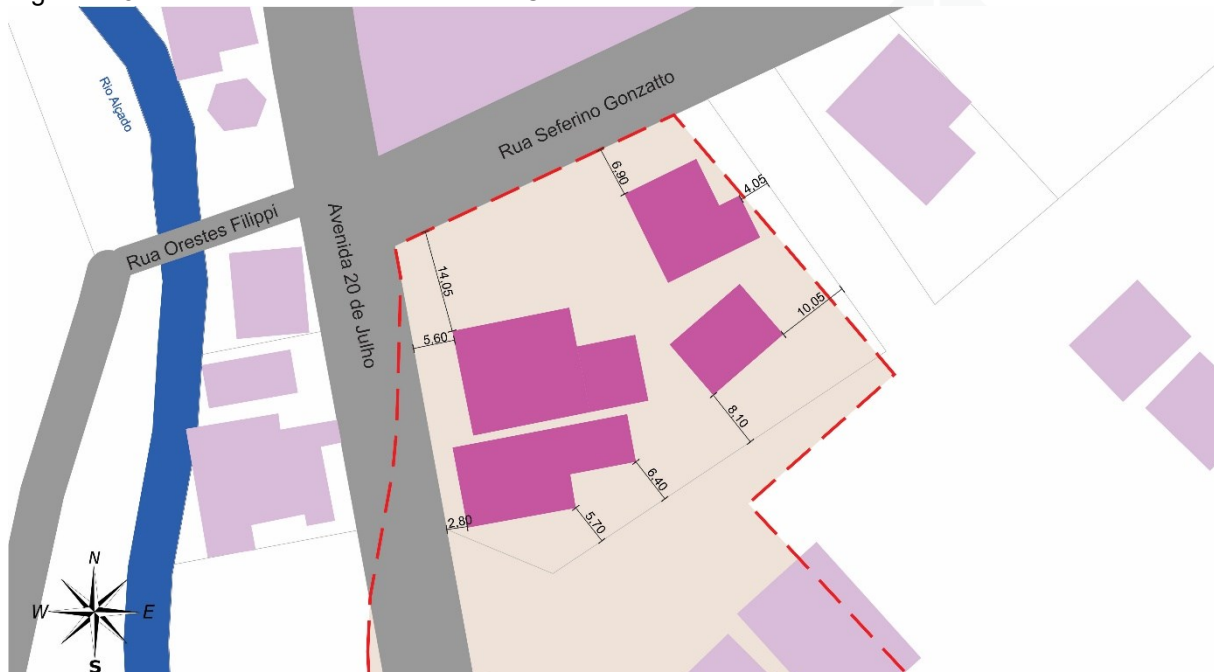 Rio Alçado
Rua Seferino Gonzatto
Rua Orestes Filippi
Avenida 20 de Julho
6,90
4,05
14,05
5,60
10,05
8,10
6,40
5,70
2,80
N
W
E
S